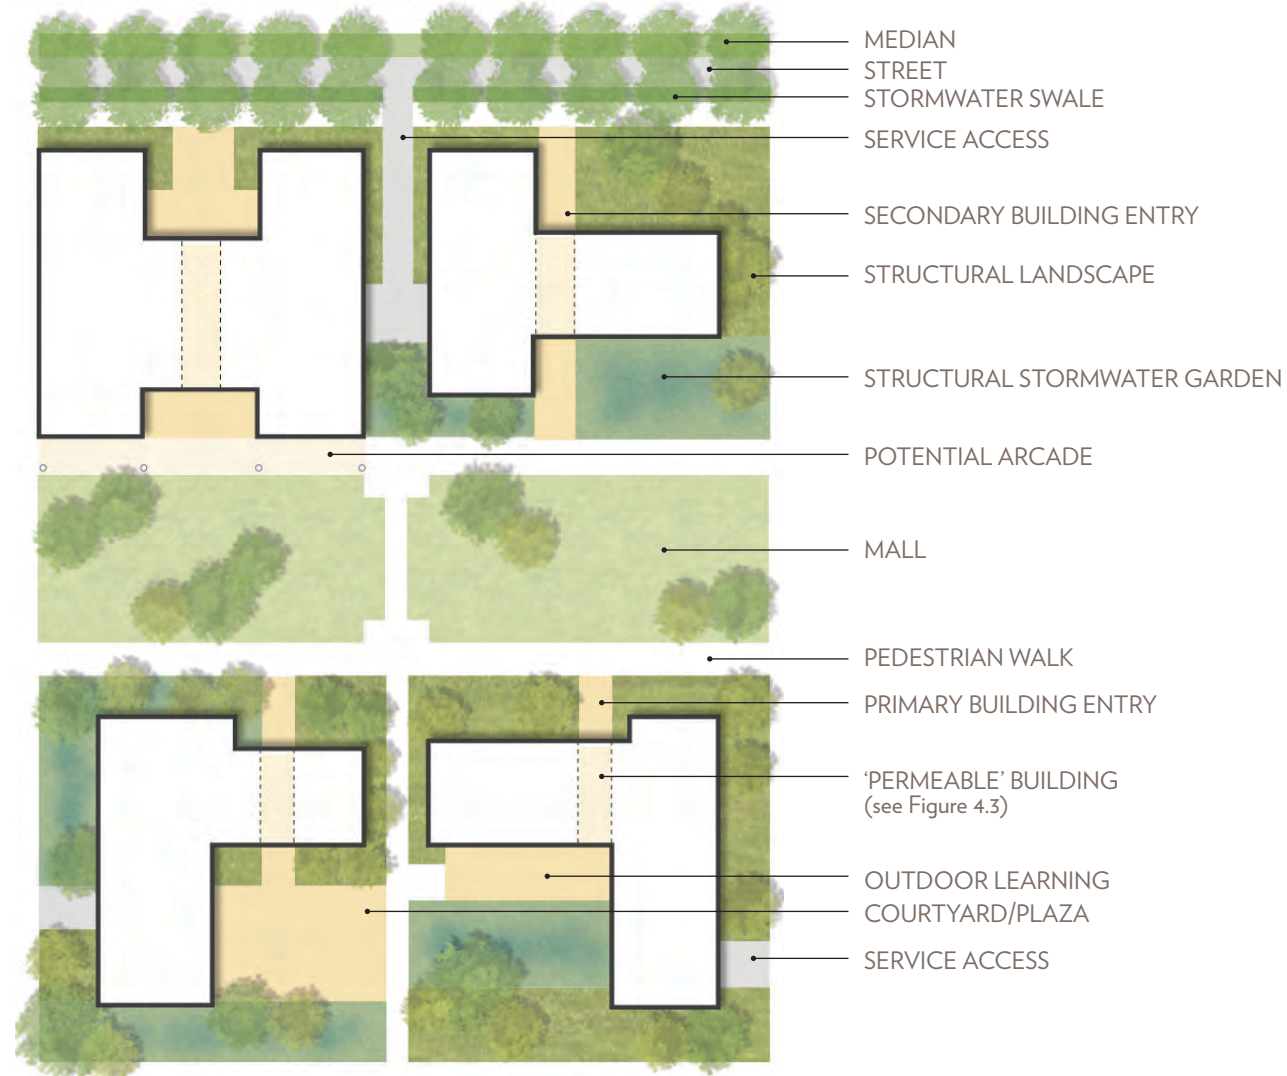 MEDIAN
STREET
STORMWATER SWALE
SERVICE ACCESS
SECONDARY BUILDING ENTRY
STRUCTURAL LANDSCAPE
STRUCTURAL STORMWATER GARDEN
POTENTIAL ARCADE
MALL
PEDESTRIAN WALK
PRIMARY BUILDING ENTRY
‘PERMEABLE’ BUILDING
(see Figure 4.3)
OUTDOOR LEARNING
COURTYARD/PLAZA
SERVICE ACCESS